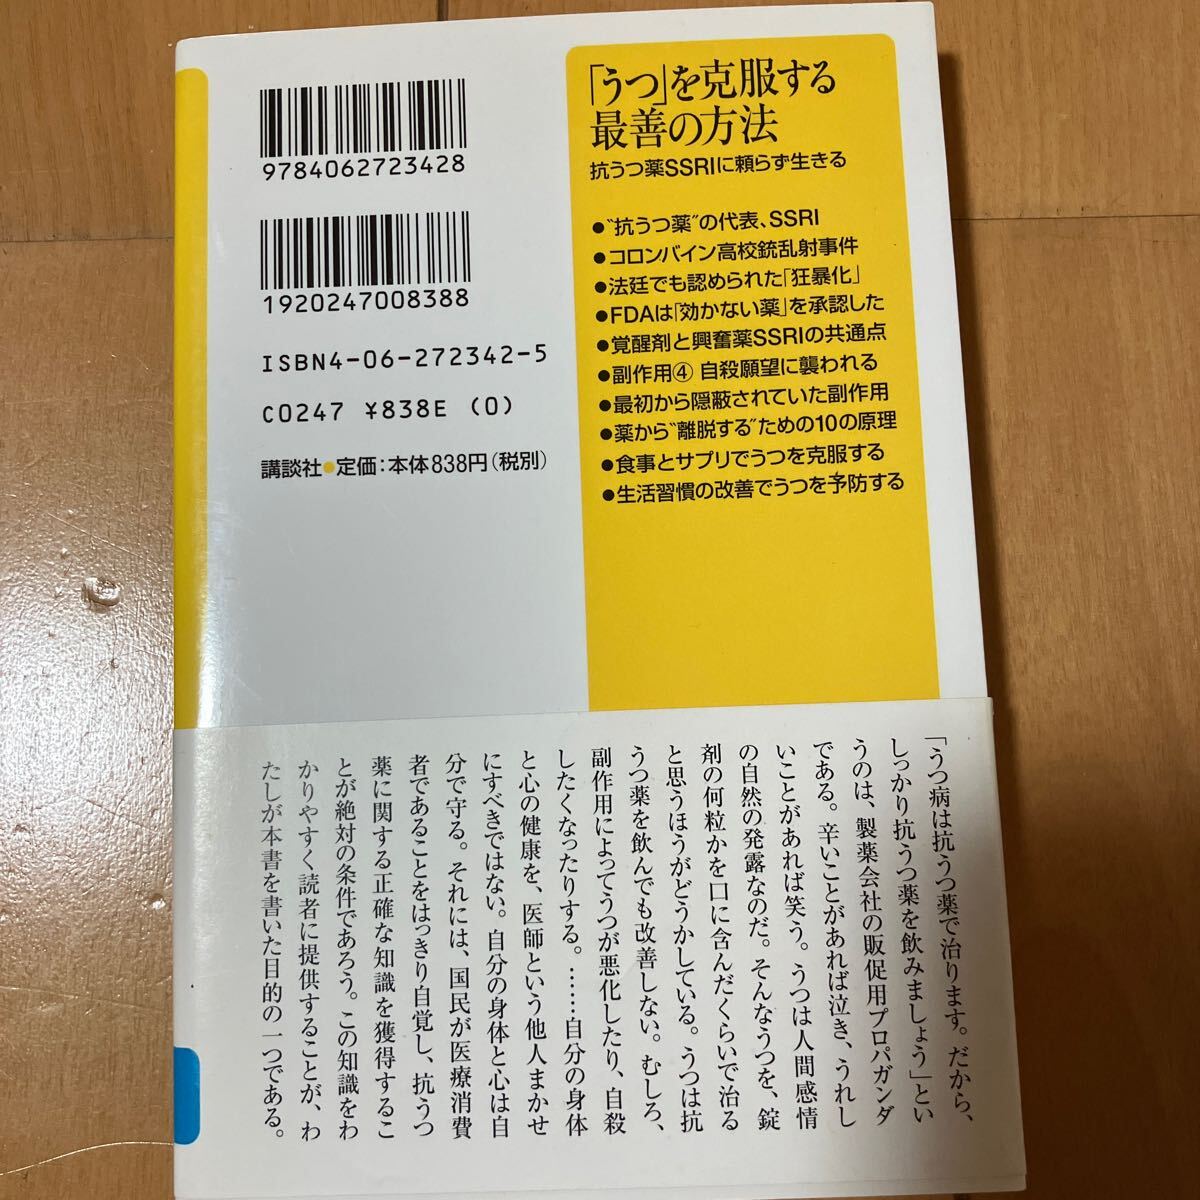 9784062723428
1920247008388
ISBN4-06-272342-5
C0247 ¥838E (0)
講談社●定価：本体838円（税別）
「うつ」を克服する
最善の方法
抗うつ薬SSRIに頼らず生きる
●“抗うつ薬”の代表、SSRI
●コロンバイン高校銃乱射事件
●法廷でも認められた「狂暴化」
●FDAは「効かない薬」を承認した
●覚醒剤と興奮薬SSRIの共通点
●副作用④ 自殺願望に襲われる
●最初から隠蔽されていた副作用
●薬から“離脱する”ための10の原理
●食事とサプリでうつを克服する
●生活習慣の改善でうつを予防する
「うつ病は抗うつ薬で治ります。だから、
しっかり抗うつ薬を飲みましょう」とい
うのは、製薬会社の販促用プロパガンダ
である。辛いことがあれば泣き、うれし
いことがあれば笑う。うつは人間感情
の自然の発露なのだ。そんなうつを、錠
剤の何粒かを口に含んだくらいで治る
と思うほうがどうかしている。うつは抗
うつ薬を飲んでも改善しない。むしろ、
副作用によってうつが悪化したり、自殺
したくなったりする。……自分の身体
と心の健康を、医師という他人まかせ
にすべきではない。自分の身体と心は自
分で守る。それには、国民が医療消費
者であることをはっきり自覚し、抗うつ
薬に関する正確な知識を獲得するこ
とが絶対の条件であろう。この知識をわ
かりやすく読者に提供することが、わ
たしが本書を書いた目的の一つである。